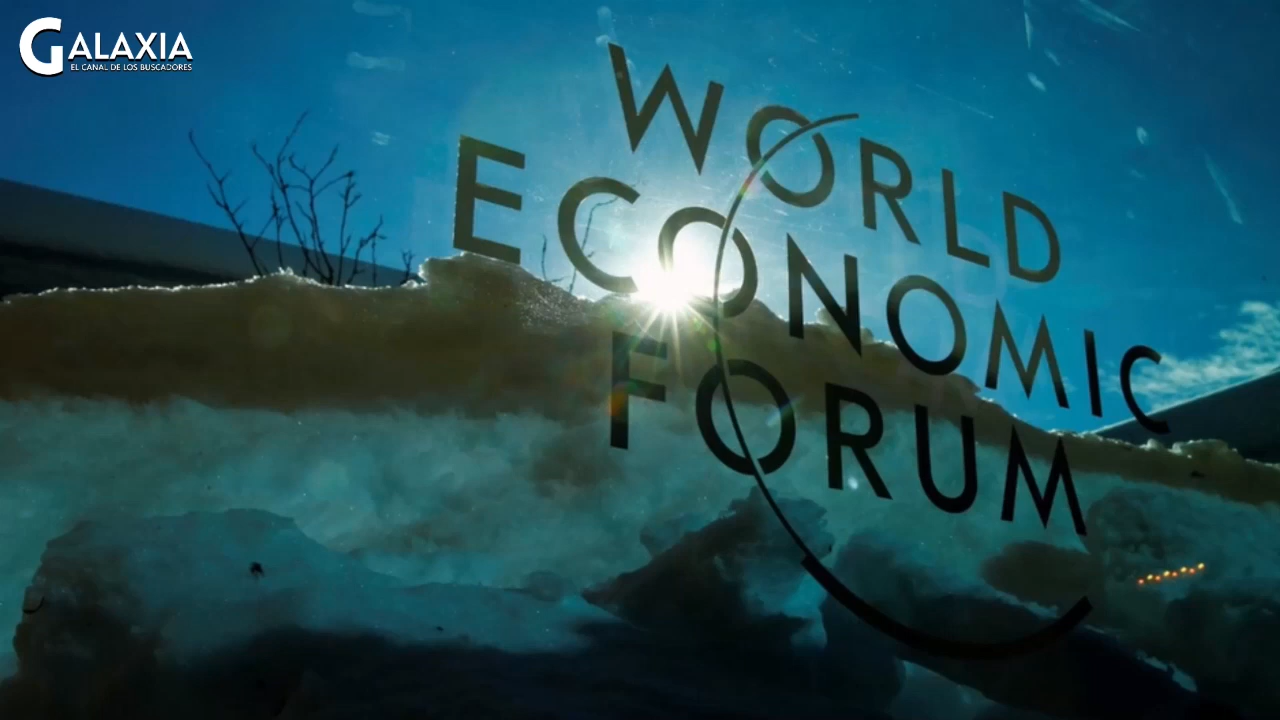 GALAXIA
EL CANAL DE LOS BUSCADORES
WORLD
ECONOMIC
FORUM